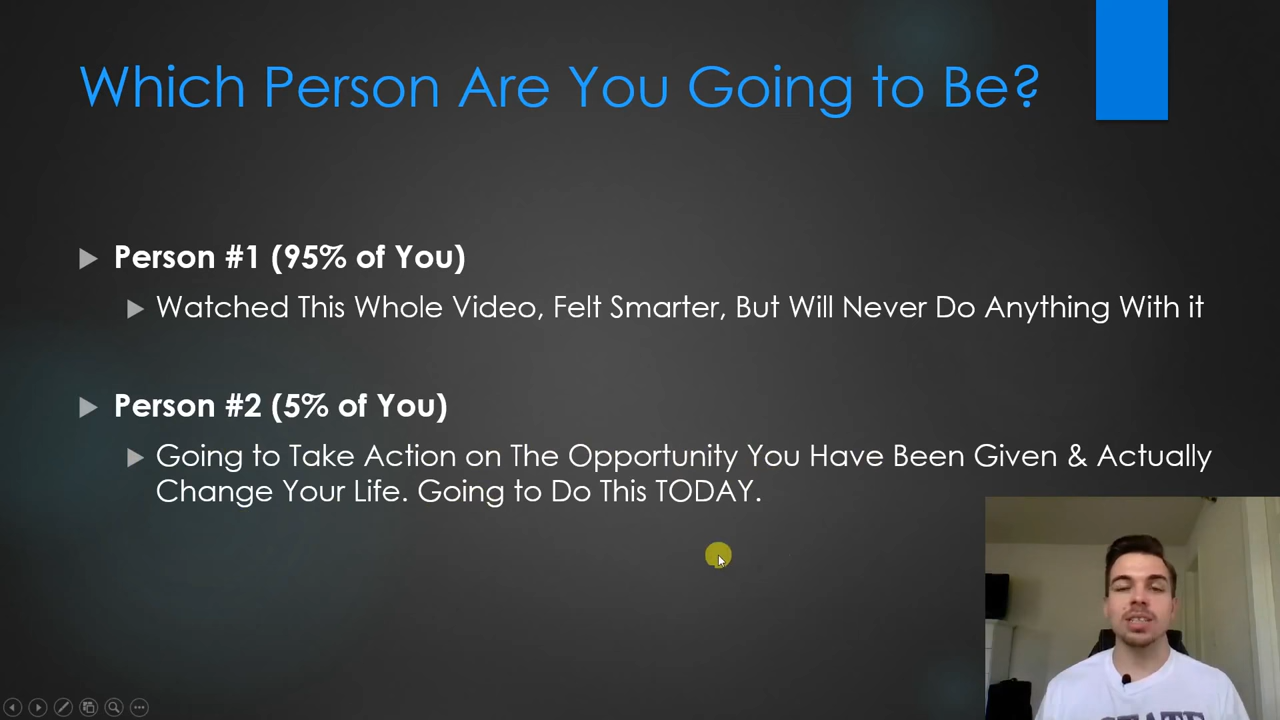 Which Person Are You Going to Be?
Person #1 (95% of You)
Watched This Whole Video, Felt Smarter, But Will Never Do Anything With it
Person #2 (5% of You)
Going to Take Action on The Opportunity You Have Been Given & Actually
Change Your Life. Going to Do This TODAY.